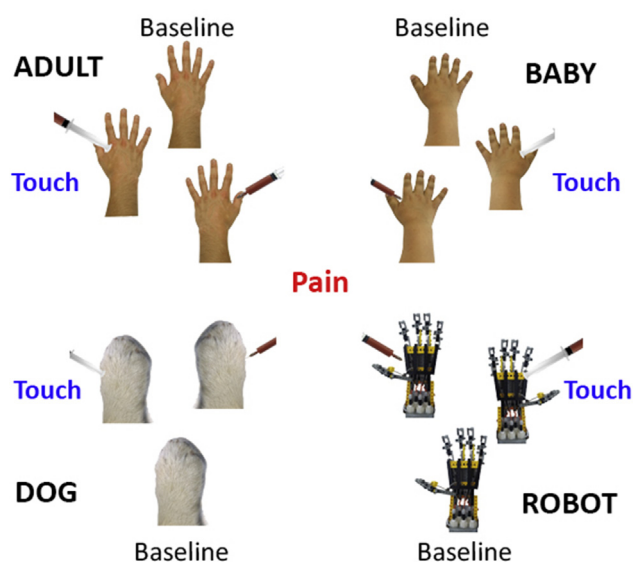 Baseline
Baseline
ADULT
BABY
Touch
Touch
Pain
Touch
Touch
DOG
ROBOT
Baseline
Baseline